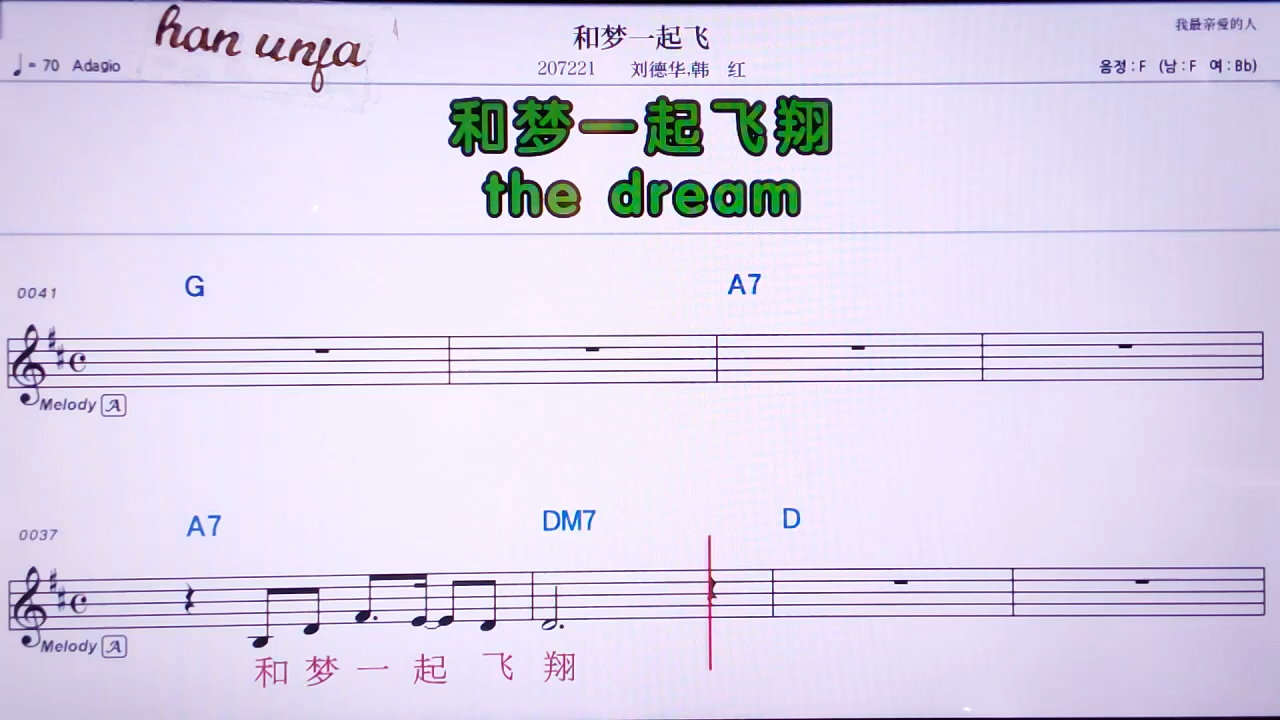 han unfa
和梦一起飞
我最亲爱的人
♩= 70 Adagio
207221 刘德华,韩 红
음정 : F (남 : F 여 : Bb)
和梦一起飞翔
the dream
0041 G A7
Melody A
0037 A7 DM7 D
Melody A
和 梦 一 起 飞 翔